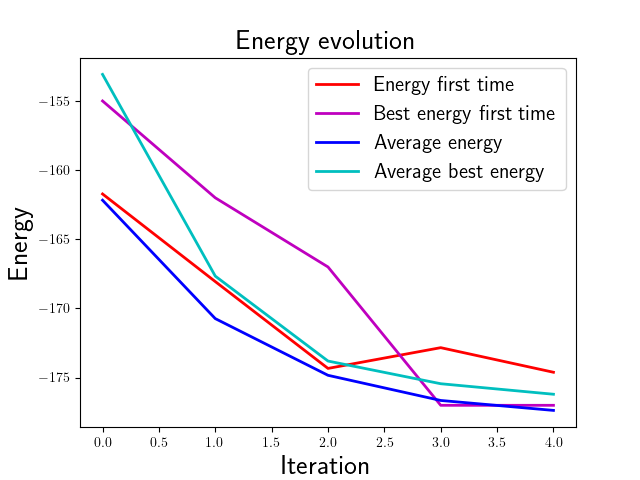 Energy evolution
Energy first time
Best energy first time
Average energy
Average best energy
−155
−160
−165
−170
−175
Energy
0.0 0.5 1.0 1.5 2.0 2.5 3.0 3.5 4.0
Iteration